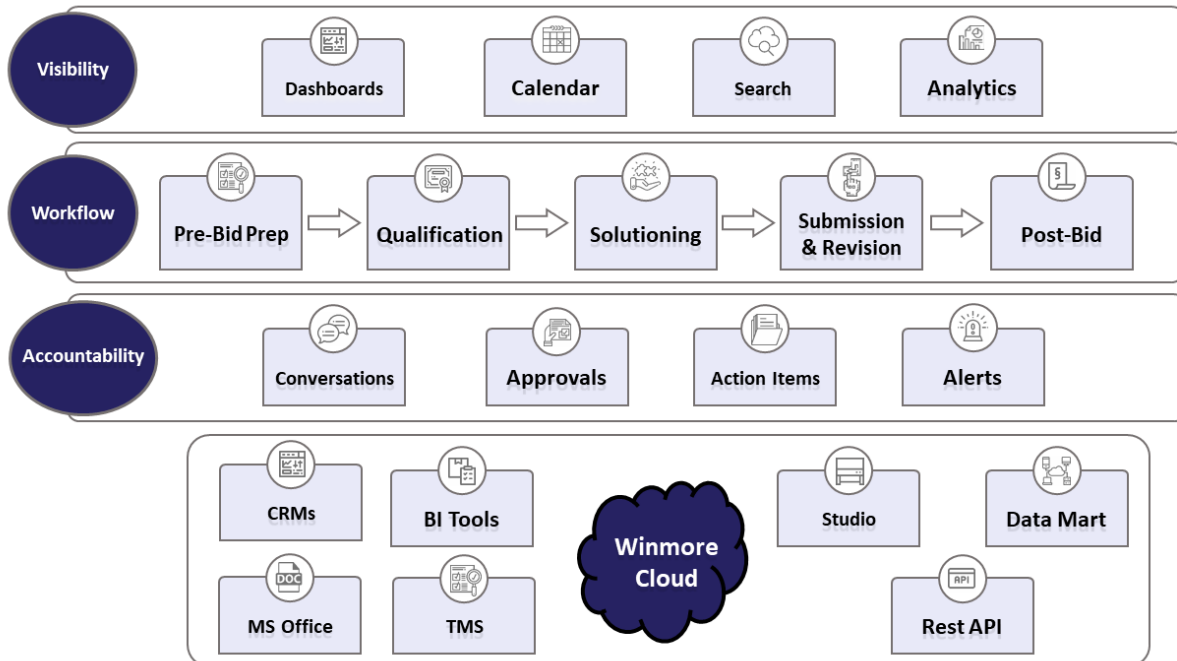 Visibility
Dashboards
Calendar
Search
Analytics
Workflow
Pre-Bid Prep
Qualification
Solutioning
Submission
& Revision
Post-Bid
§
Accountability
Conversations
Approvals
Action Items
Alerts
CRMs
BI Tools
Winmore
Cloud
Studio
Data Mart
DOC
MS Office
TMS
API
Rest API